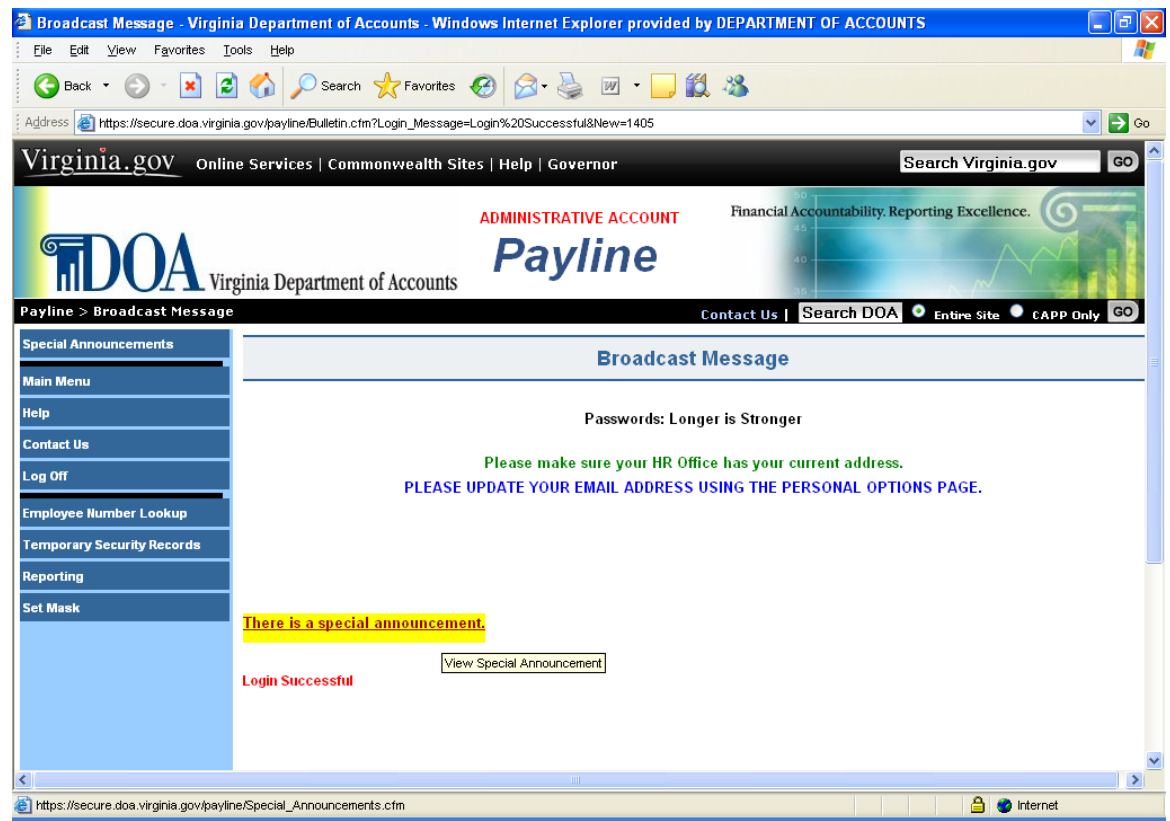 Broadcast Message - Virginia Department of Accounts - Windows Internet Explorer provided by DEPARTMENT OF ACCOUNTS
File Edit View Favorites Tools Help
Back Search Favorites
Address https://secure.doa.virginia.gov/payline/Bulletin.cfm?Login_Message=Login%20Successful&New=1405 Go
Virginia.gov Online Services | Commonwealth Sites | Help | Governor Search Virginia.gov GO
ADMINISTRATIVE ACCOUNT
Financial Accountability. Reporting Excellence.
Payline
DOA Virginia Department of Accounts
50
45
40
35
Payline > Broadcast Message Contact Us | Search DOA Entire Site CAPP Only GO
Special Announcements
Main Menu
Help
Contact Us
Log Off
Employee Number Lookup
Temporary Security Records
Reporting
Set Mask
Broadcast Message
Passwords: Longer is Stronger
Please make sure your HR Office has your current address.
PLEASE UPDATE YOUR EMAIL ADDRESS USING THE PERSONAL OPTIONS PAGE.
There is a special announcement.
View Special Announcement
Login Successful
https://secure.doa.virginia.gov/payline/Special_Announcements.cfm Internet